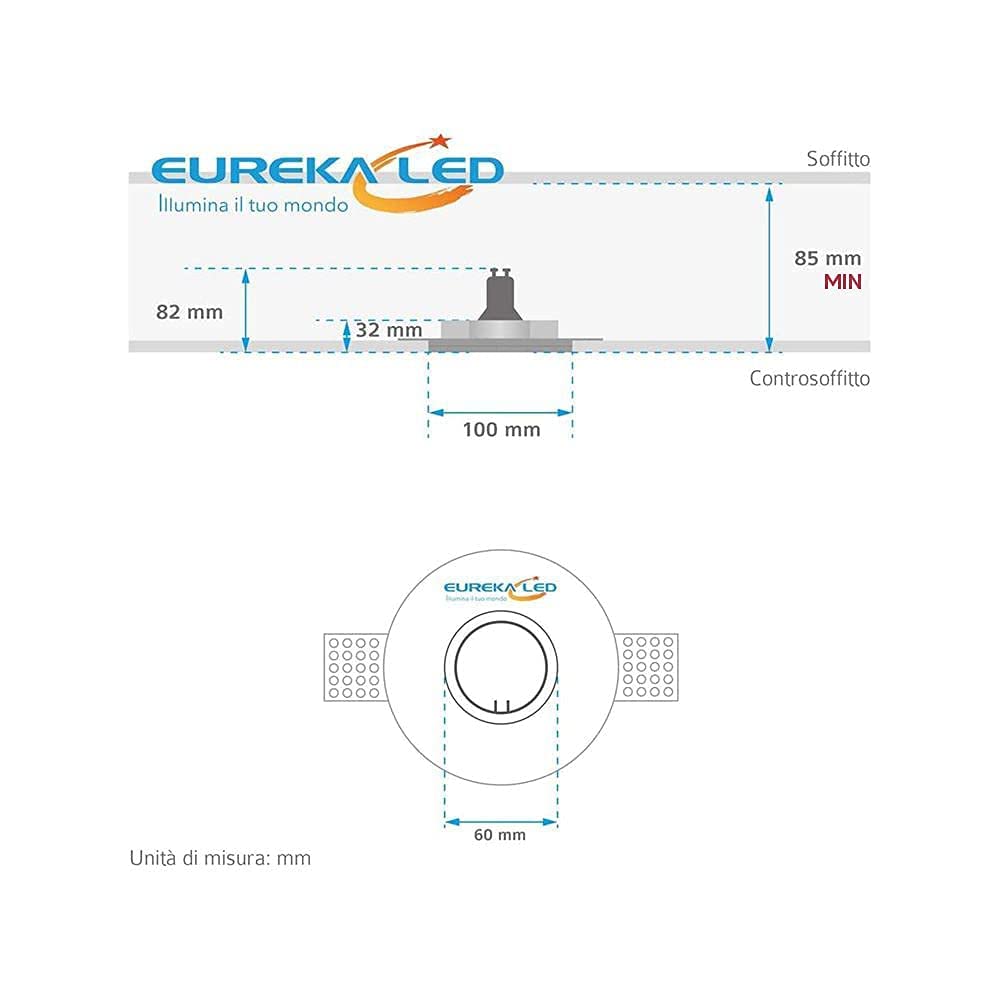 Soffitto
EUREKA LED
Illumina il tuo mondo
85 mm
MIN
82 mm
32 mm
Controsoffitto
100 mm
EUREKA LED
Illumina il tuo mondo
60 mm
Unità di misura: mm